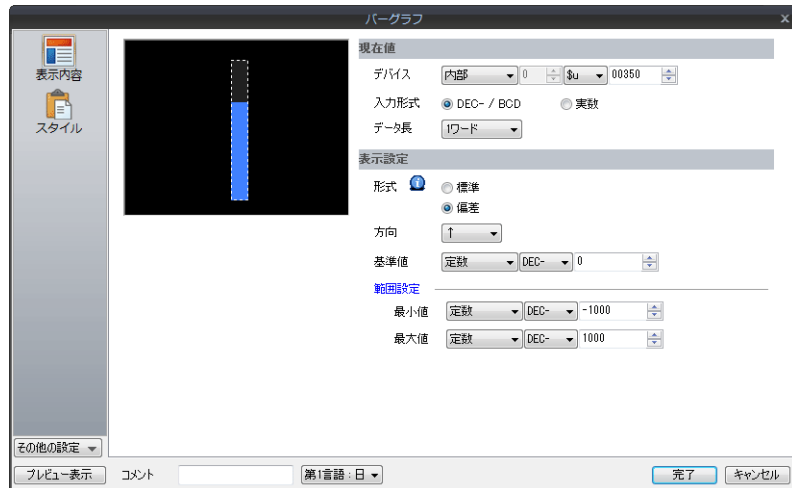 バーグラフ
x
表示内容
スタイル
現在値
デバイス 内部 0 $u 00350
入力形式 DEC- / BCD 実数
データ長 1ワード
表示設定
形式 標準
偏差
方向 ↑
基準値 定数 DEC- 0
範囲設定
最小値 定数 DEC- -1000
最大値 定数 DEC- 1000
その他の設定
プレビュー表示 コメント 第1言語:日 完了 キャンセル